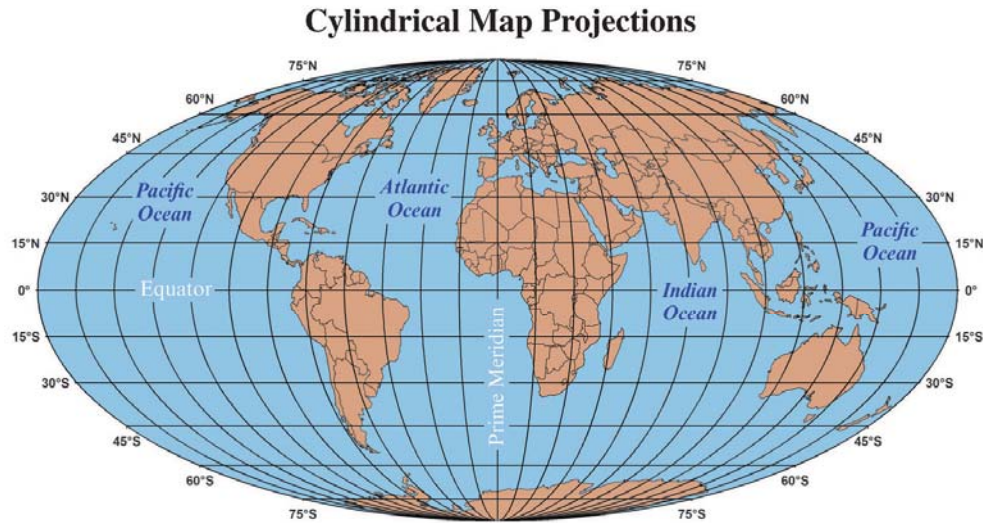 Cylindrical Map Projections
75°N
75°N
60°N
60°N
45°N
45°N
Pacific
Ocean
Atlantic
Ocean
30°N
30°N
Pacific
Ocean
15°N
15°N
Equator
Indian
Ocean
0°
0°
Prime Meridian
15°S
15°S
30°S
30°S
45°S
45°S
60°S
60°S
75°S
75°S